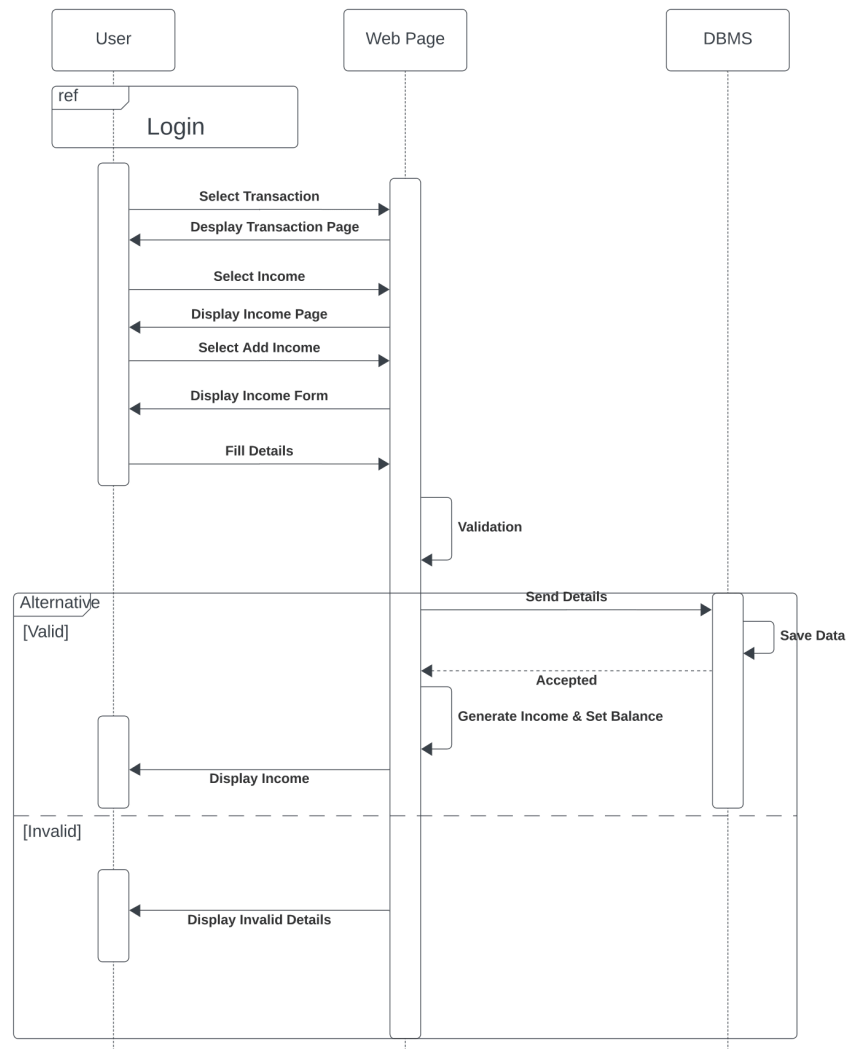 User
Web Page
DBMS
ref
Login
Select Transaction
Desplay Transaction Page
Select Income
Display Income Page
Select Add Income
Display Income Form
Fill Details
Validation
Alternative
Send Details
[Valid]
Save Data
Accepted
Generate Income & Set Balance
Display Income
[Invalid]
Display Invalid Details